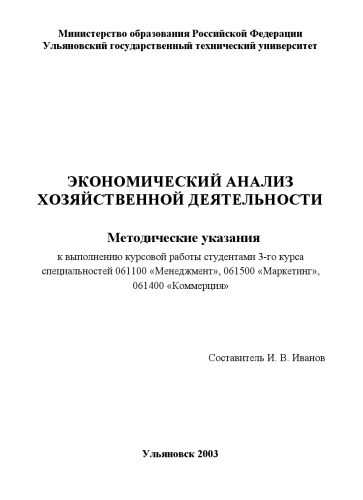 Министерство образования Российской Федерации
Ульяновский государственный технический университет
ЭКОНОМИЧЕСКИЙ АНАЛИЗ
ХОЗЯЙСТВЕННОЙ ДЕЯТЕЛЬНОСТИ
Методические указания
к выполнению курсовой работы студентами 3-го курса
специальностей 061100 «Менеджмент», 061500 «Маркетинг»,
061400 «Коммерция»
Составитель И. В. Иванов
Ульяновск 2003